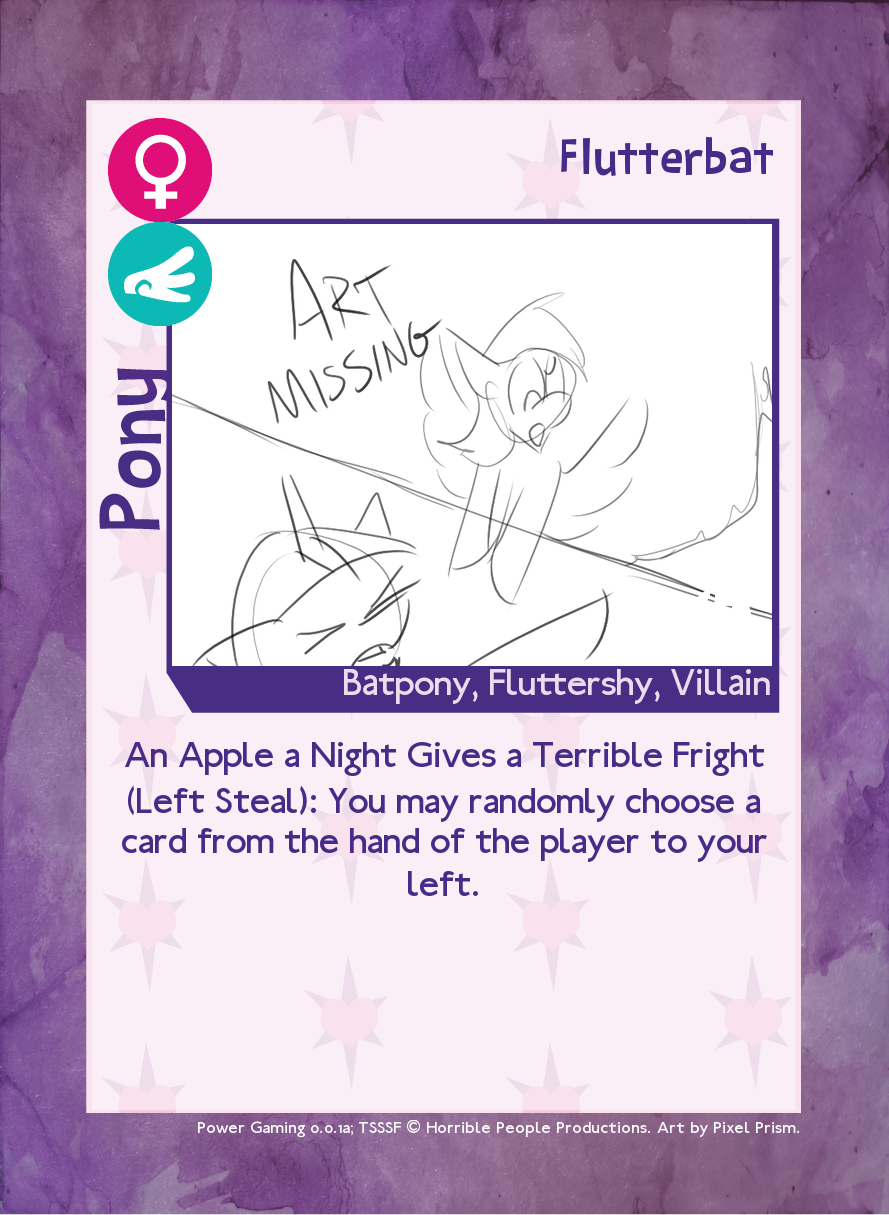 Flutterbat
ART
MISSING
Pony
Batpony, Fluttershy, Villain
An Apple a Night Gives a Terrible Fright
(Left Steal): You may randomly choose a
card from the hand of the player to your
left.
Power Gaming 0.0.1a; TSSSF © Horrible People Productions. Art by Pixel Prism.